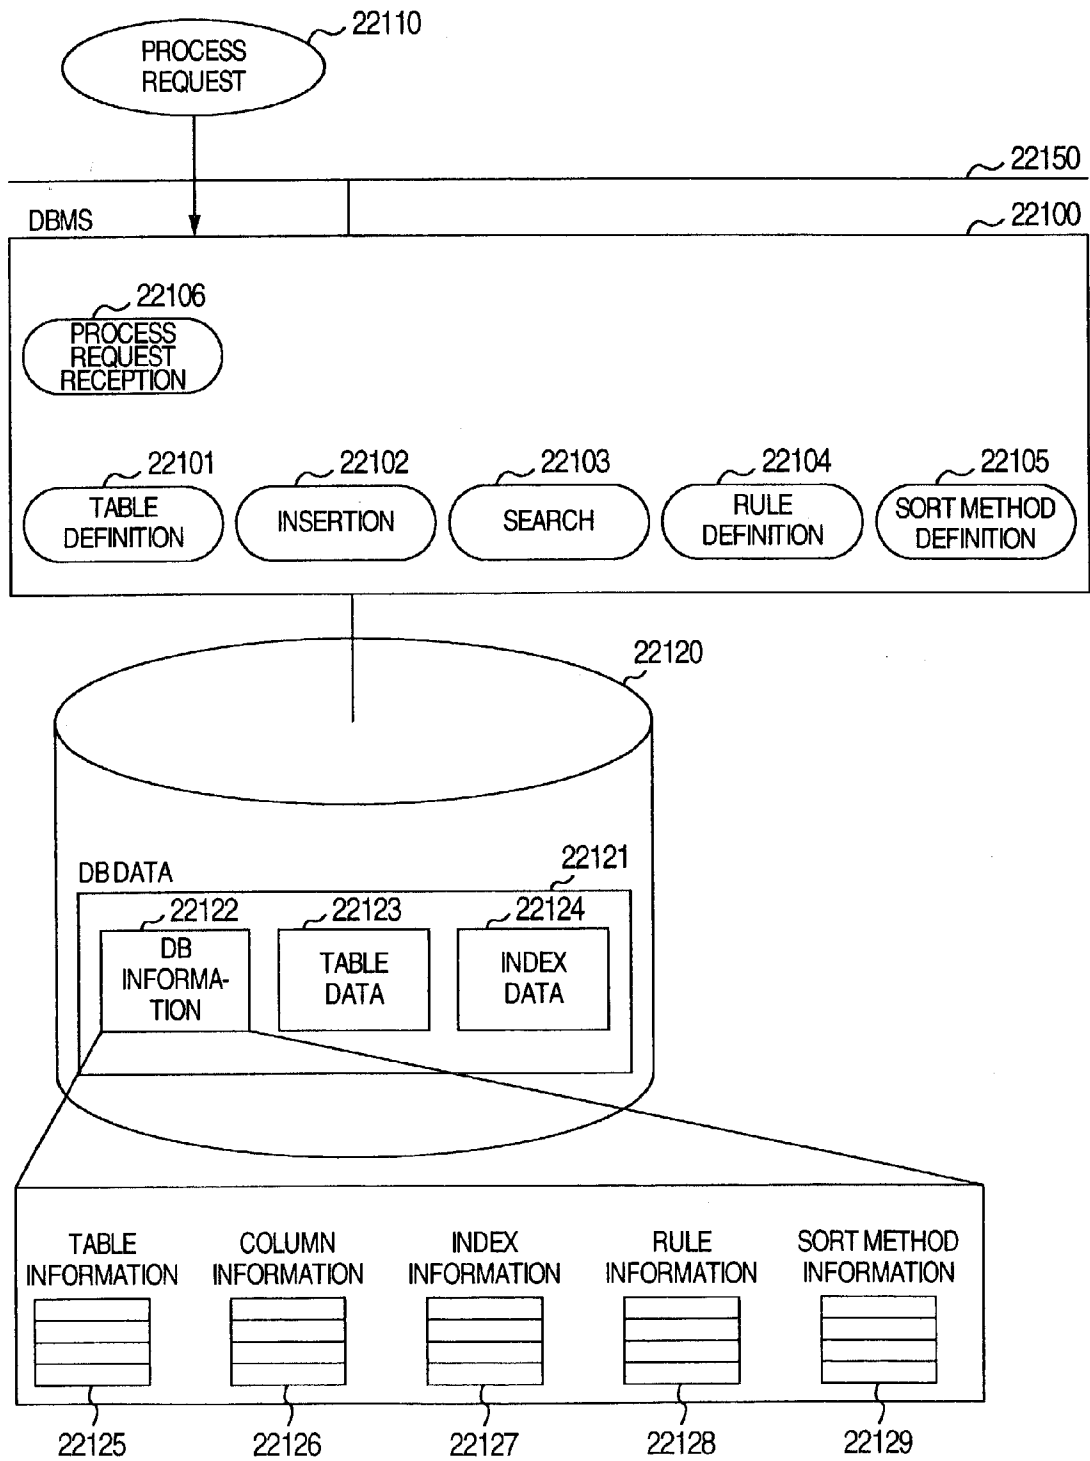 22110
PROCESS
REQUEST
22150
DBMS
22100
22106
PROCESS
REQUEST
RECEPTION
22101
22102
22103
22104
22105
TABLE
DEFINITION
INSERTION
SEARCH
RULE
DEFINITION
SORT METHOD
DEFINITION
22120
DB DATA
22121
22122
22123
22124
DB
INFORMA-
TION
TABLE
DATA
INDEX
DATA
TABLE
INFORMATION
COLUMN
INFORMATION
INDEX
INFORMATION
RULE
INFORMATION
SORT METHOD
INFORMATION
22125
22126
22127
22128
22129